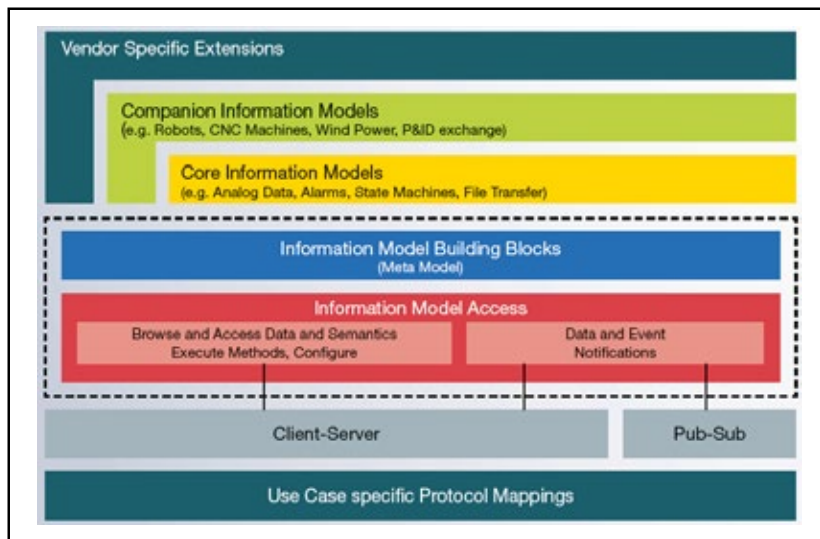 Vendor Specific Extensions
Companion Information Models
(e.g. Robots, CNC Machines, Wind Power, P&ID exchange)
Core Information Models
(e.g. Analog Data, Alarms, State Machines, File Transfer)
Information Model Building Blocks
(Meta Model)
Information Model Access
Browse and Access Data and Semantics
Execute Methods, Configure
Data and Event
Notifications
Client-Server
Pub-Sub
Use Case specific Protocol Mappings